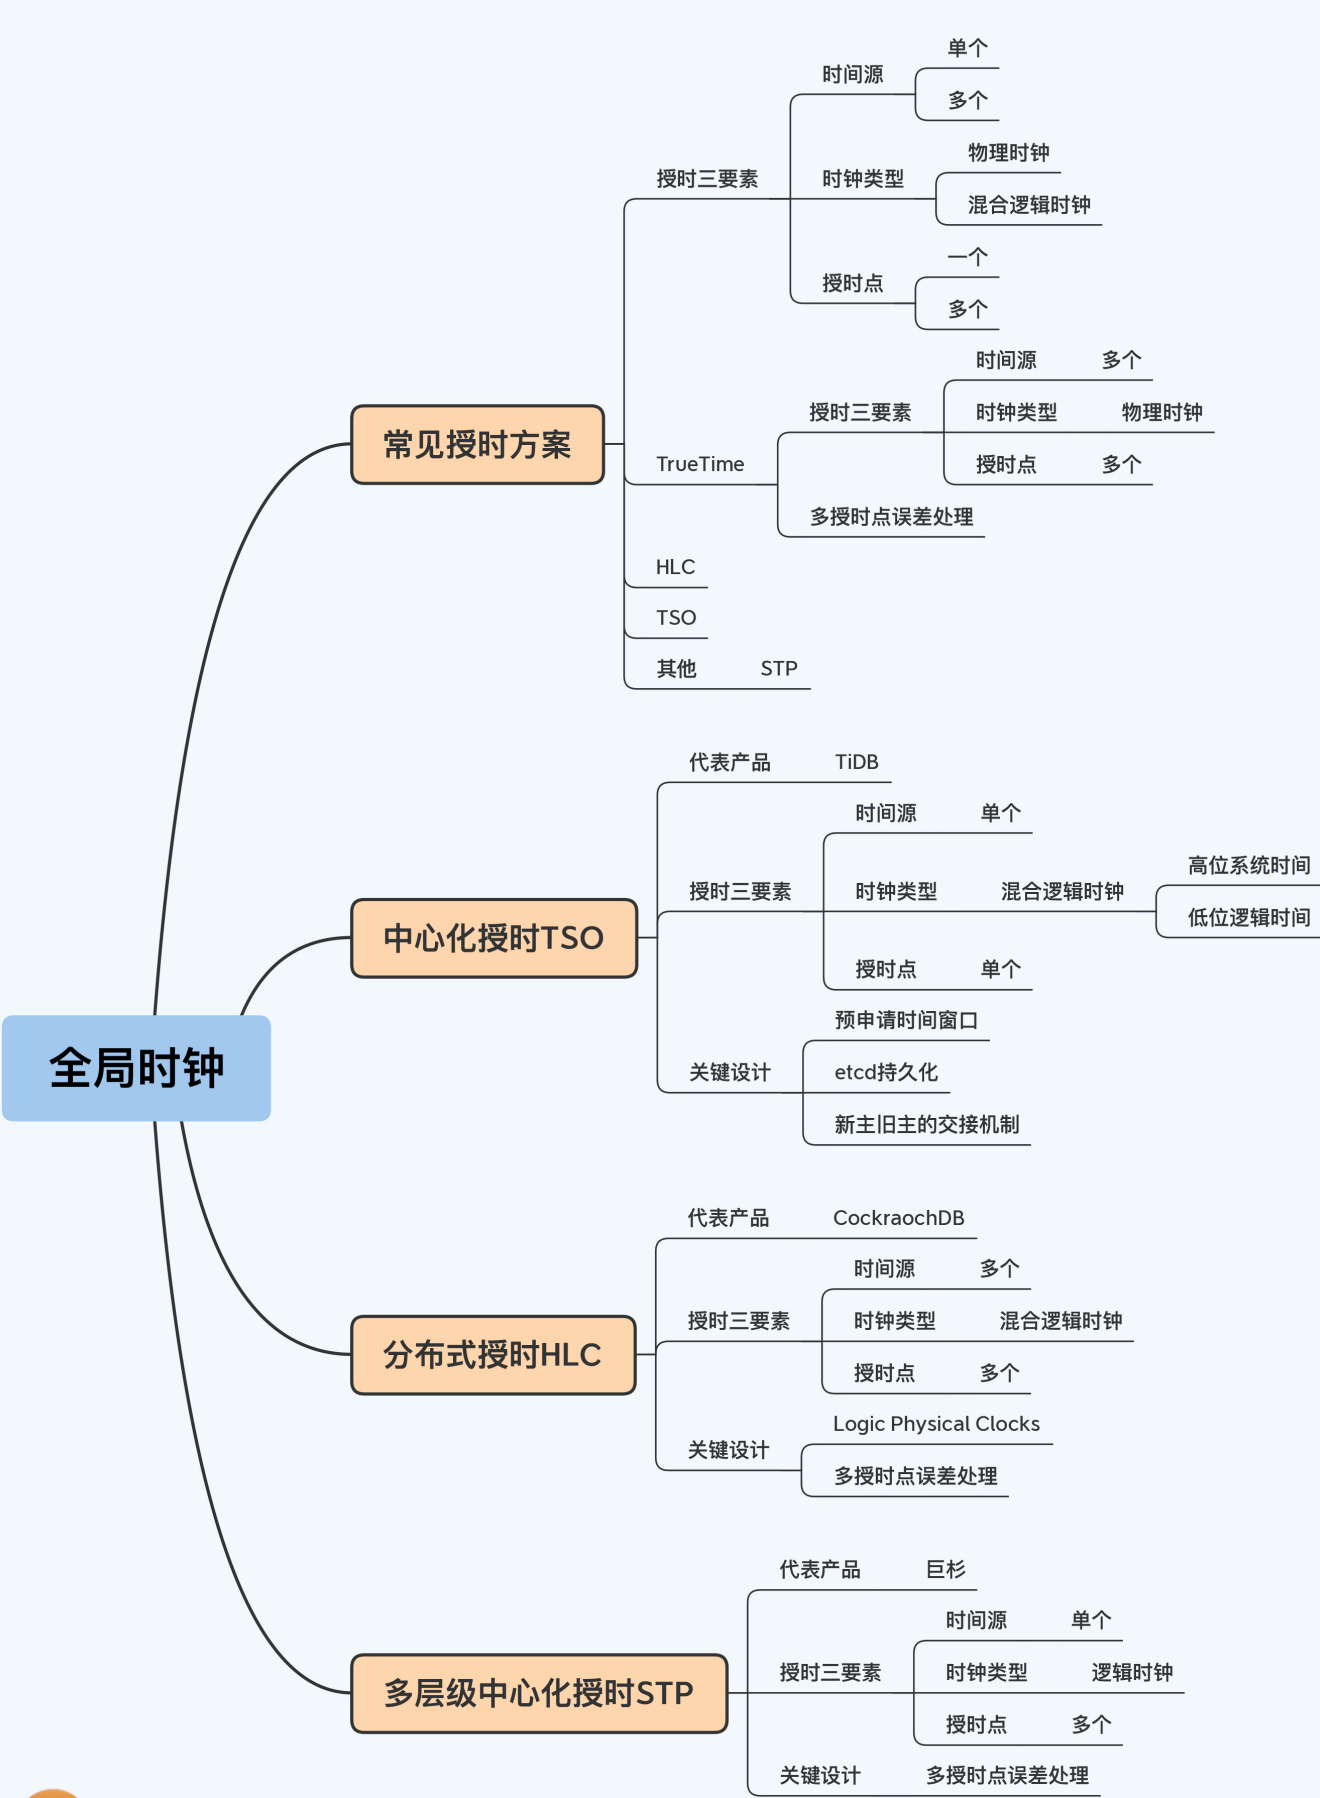 全局时钟
常见授时方案
授时三要素
时间源
单个
多个
时钟类型
物理时钟
混合逻辑时钟
授时点
一个
多个
TrueTime
授时三要素
时间源 多个
时钟类型 物理时钟
授时点 多个
多授时点误差处理
HLC
TSO
其他 STP
中心化授时TSO
代表产品 TiDB
授时三要素
时间源 单个
时钟类型 混合逻辑时钟
高位系统时间
低位逻辑时间
授时点 单个
关键设计
预申请时间窗口
etcd持久化
新主旧主的交接机制
分布式授时HLC
代表产品 CockraochDB
授时三要素
时间源 多个
时钟类型 混合逻辑时钟
授时点 多个
关键设计
Logic Physical Clocks
多授时点误差处理
多层级中心化授时STP
代表产品 巨杉
授时三要素
时间源 单个
时钟类型 逻辑时钟
授时点 多个
关键设计 多授时点误差处理